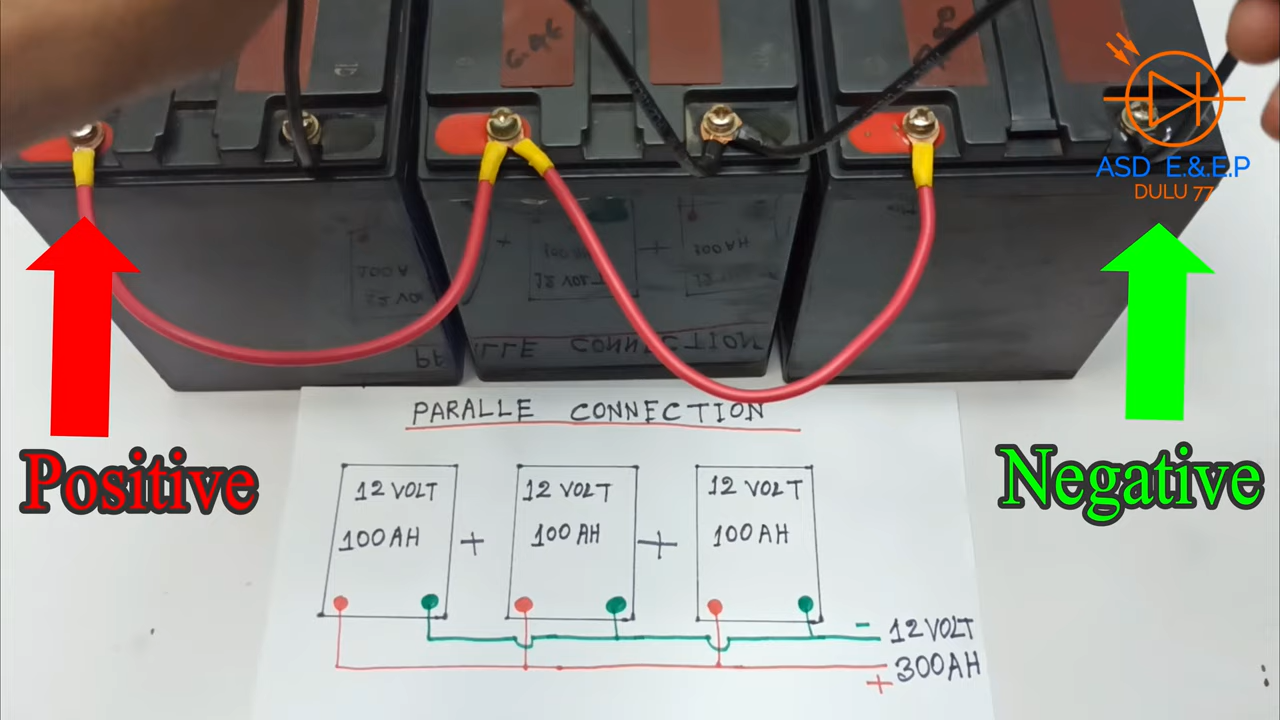 ASD E.&E.P
DULU 77
Positive
Negative
PARALLE CONNECTION
12 VOLT
100AH
+
12 VOLT
100 AH
+
12 VOLT
100 AH
- 12 VOLT
+ 300AH